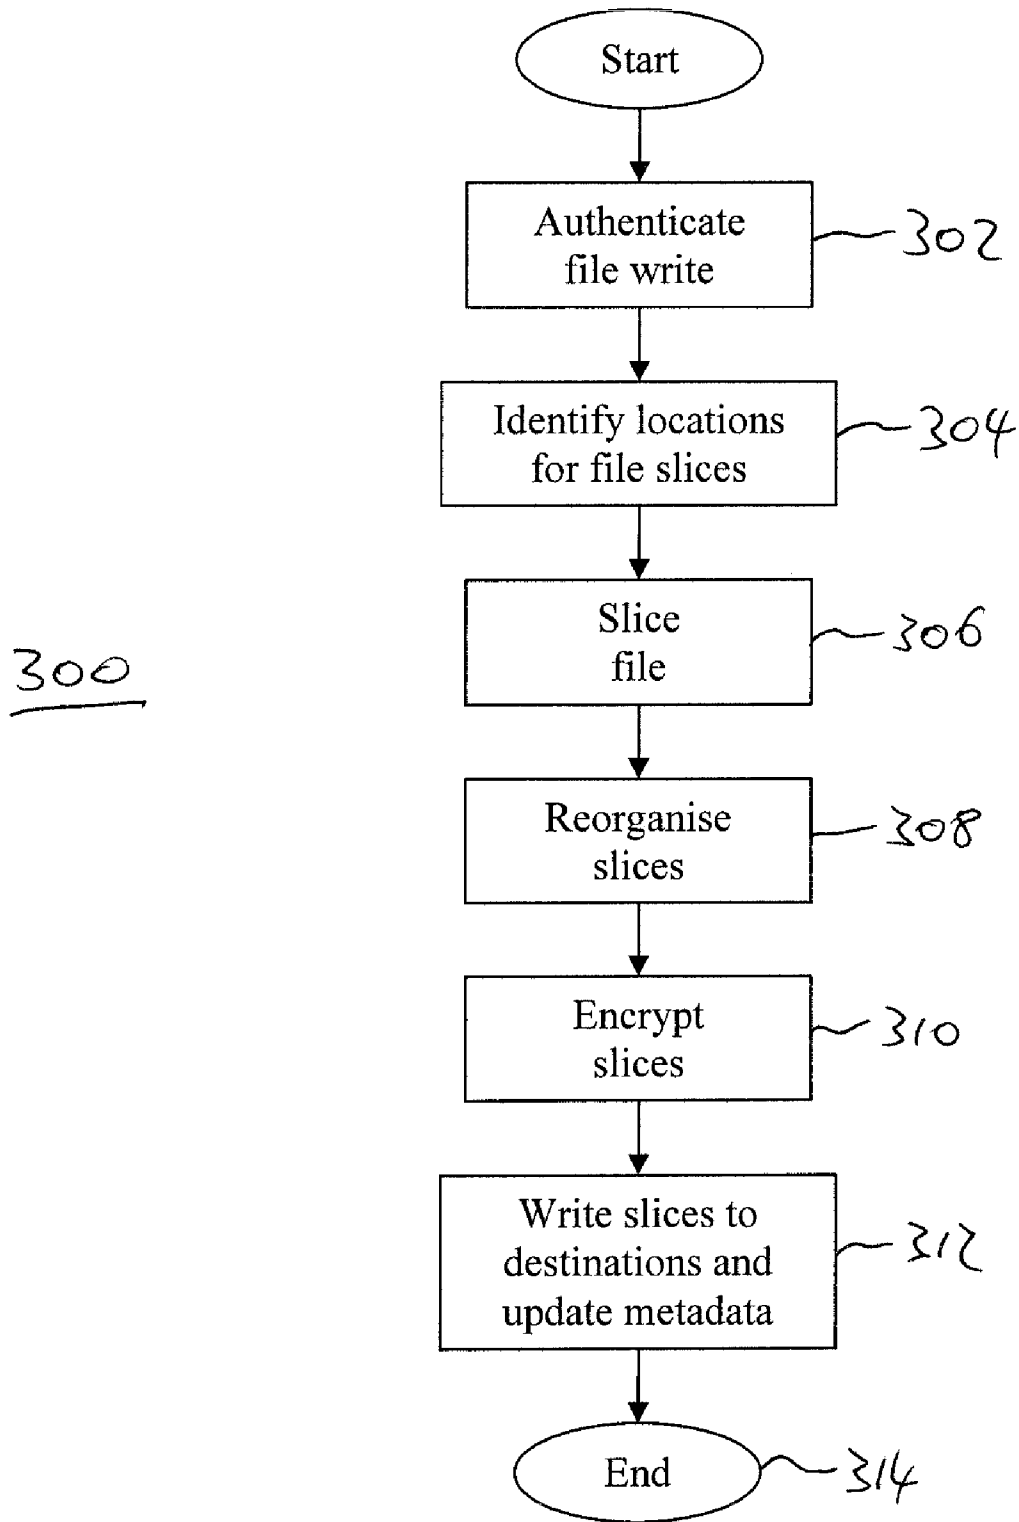 Start
Authenticate
file write
302
Identify locations
for file slices
304
Slice
file
306
300
Reorganise
slices
308
Encrypt
slices
310
Write slices to
destinations and
update metadata
312
End
314